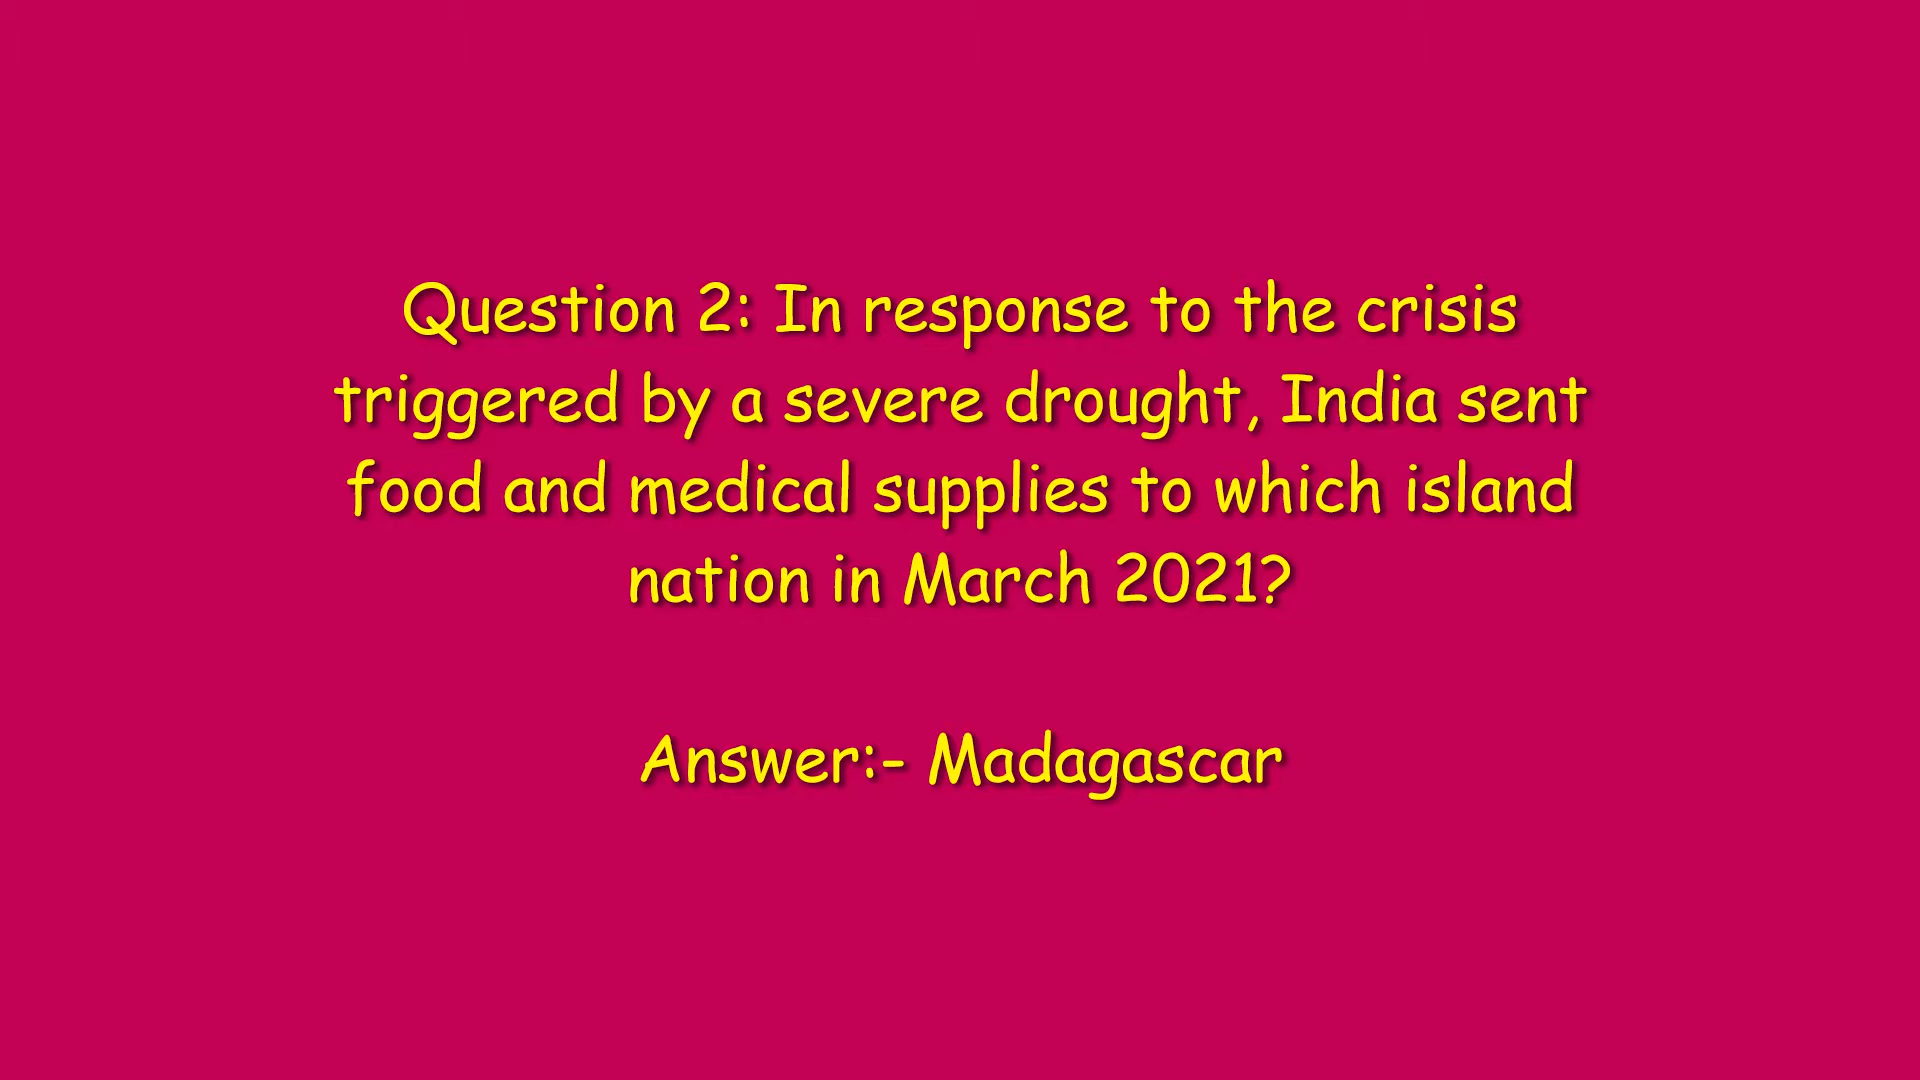 Question 2: In response to the crisis
triggered by a severe drought, India sent
food and medical supplies to which island
nation in March 2021?
Answer:- Madagascar